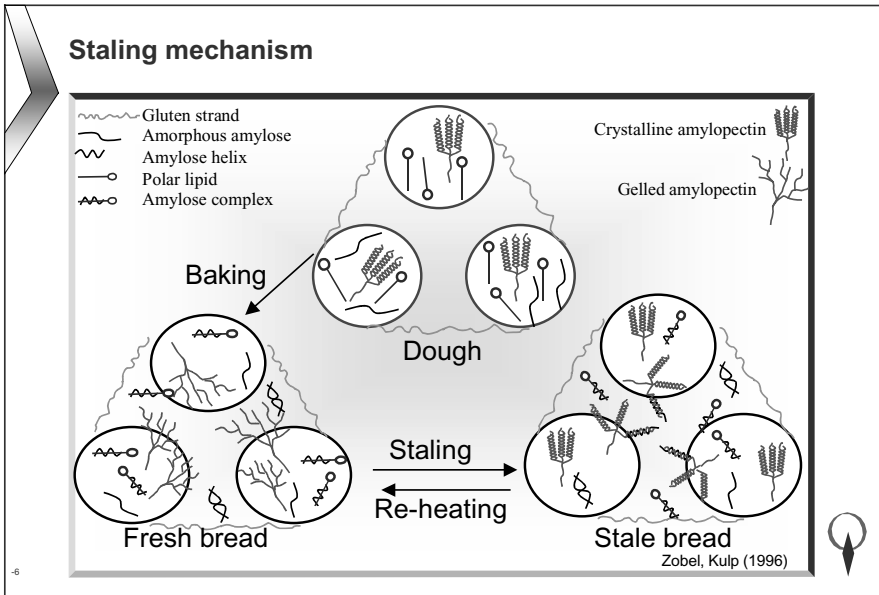 Staling mechanism
Gluten strand
Amorphous amylose
Amylose helix
Polar lipid
Amylose complex
Crystalline amylopectin
Gelled amylopectin
Baking
Dough
Staling
Re-heating
Fresh bread
Stale bread
Zobel, Kulp (1996)
-6